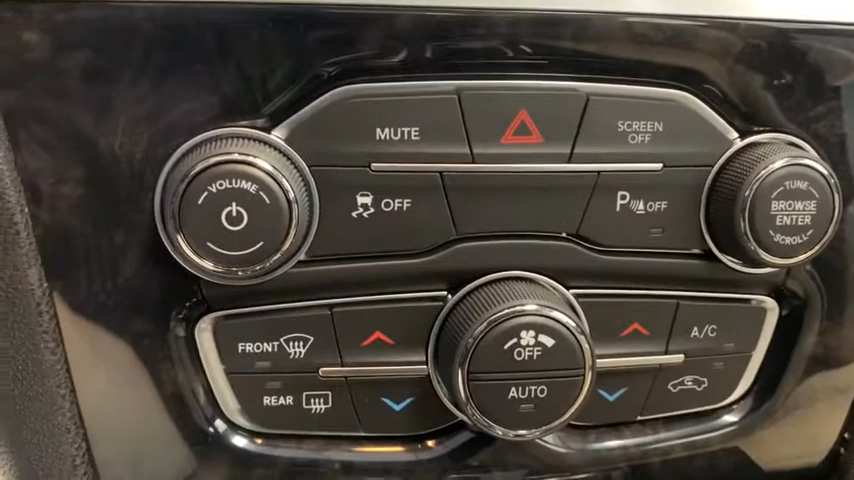 MUTE
SCREEN
OFF
VOLUME
OFF
P OFF
TUNE
BROWSE
ENTER
SCROLL
FRONT
OFF
A/C
REAR
AUTO